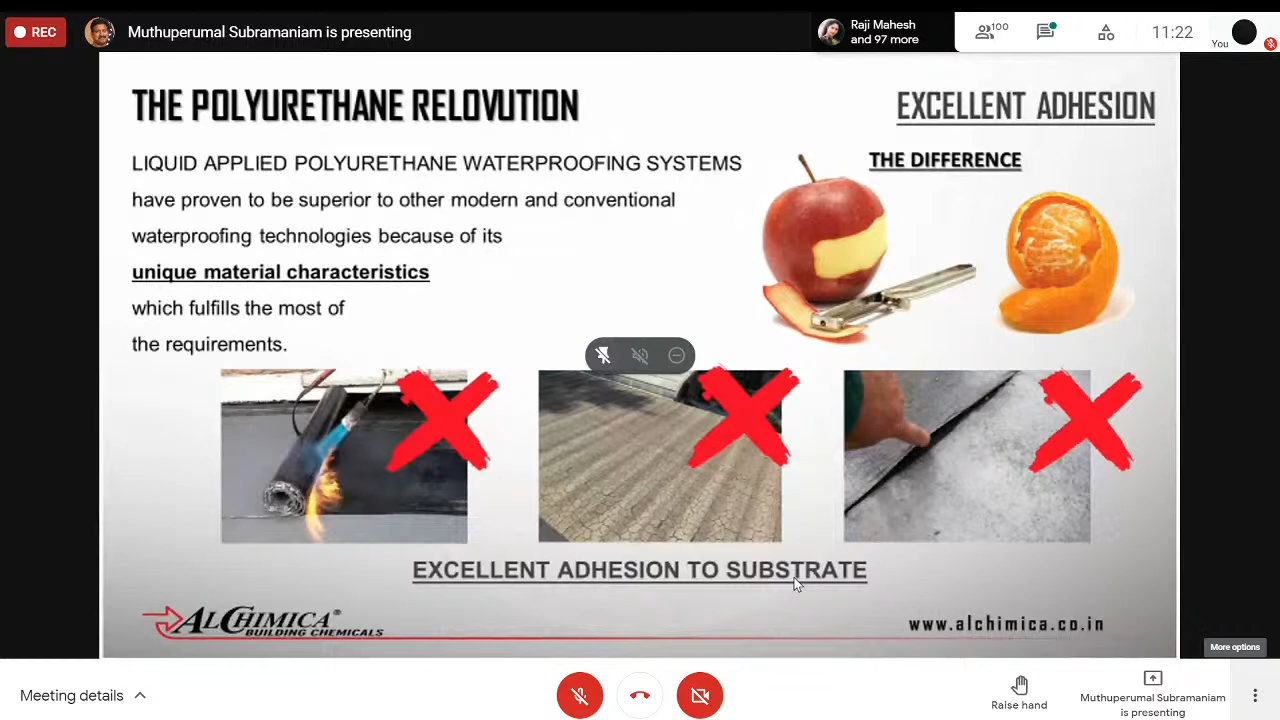 REC
Muthuperumal Subramaniam is presenting
Raji Mahesh
and 97 more
100
11:22
You
THE POLYURETHANE RELOVUTION
EXCELLENT ADHESION
THE DIFFERENCE
LIQUID APPLIED POLYURETHANE WATERPROOFING SYSTEMS
have proven to be superior to other modern and conventional
waterproofing technologies because of its
unique material characteristics
which fulfills the most of
the requirements.
EXCELLENT ADHESION TO SUBSTRATE
ALCHIMICA®
BUILDING CHEMICALS
www.alchimica.co.in
More options
Meeting details
Raise hand
Muthuperumal Subramaniam
is presenting